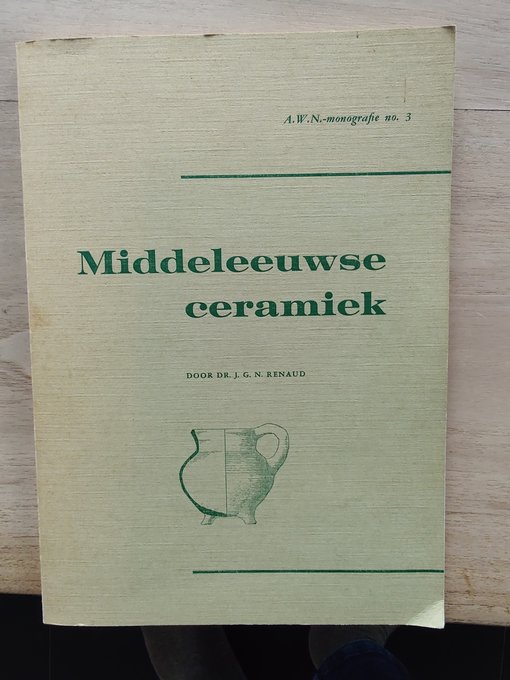 A.W.N.-monografie no. 3
Middeleeuwse
ceramiek
DOOR DR. J. G. N. RENAUD